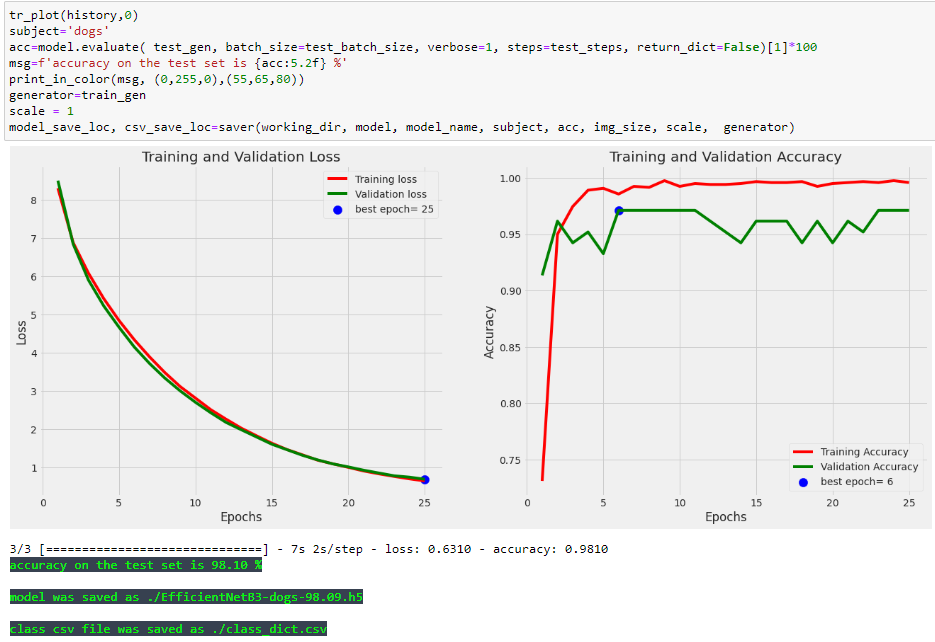 tr_plot(history,0)
subject='dogs'
acc=model.evaluate( test_gen, batch_size=test_batch_size, verbose=1, steps=test_steps, return_dict=False)[1]*100
msg=f'accuracy on the test set is {acc:5.2f} %'
print_in_color(msg, (0,255,0),(55,65,80))
generator=train_gen
scale = 1
model_save_loc, csv_save_loc=saver(working_dir, model, model_name, subject, acc, img_size, scale,  generator)
Training and Validation Loss
Training loss
Validation loss
best epoch= 25
8
7
6
5
4
3
2
1
Loss
0 5 10 15 20 25
Epochs
Training and Validation Accuracy
1.00
0.95
0.90
0.85
0.80
0.75
Accuracy
Training Accuracy
Validation Accuracy
best epoch= 6
0 5 10 15 20 25
Epochs
3/3 [==============================] - 7s 2s/step - loss: 0.6310 - accuracy: 0.9810
accuracy on the test set is 98.10 %
model was saved as ./EfficientNetB3-dogs-98.09.h5
class csv file was saved as ./class_dict.csv